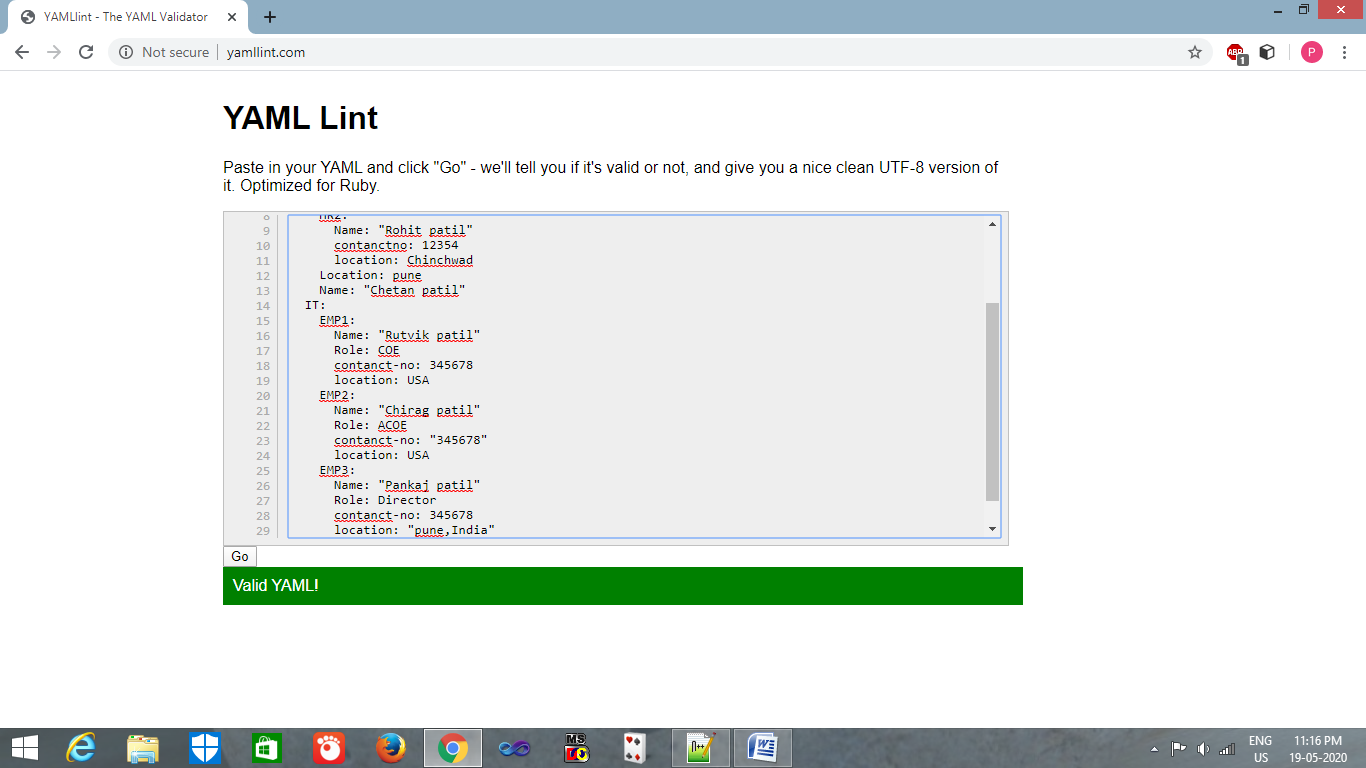 YAMLlint - The YAML Validator
Not secure
yamllint.com
ABP
1
P
YAML Lint
Paste in your YAML and click "Go" - we'll tell you if it's valid or not, and give you a nice clean UTF-8 version of
it. Optimized for Ruby.
8 HR2:
9 Name: "Rohit patil"
10 contanctno: 12354
11 location: Chinchwad
12 Location: pune
13 Name: "Chetan patil"
14 IT:
15 EMP1:
16 Name: "Rutvik patil"
17 Role: COE
18 contanct-no: 345678
19 location: USA
20 EMP2:
21 Name: "Chirag patil"
22 Role: ACOE
23 contanct-no: "345678"
24 location: USA
25 EMP3:
26 Name: "Pankaj patil"
27 Role: Director
28 contanct-no: 345678
29 location: "pune,India"
Go
Valid YAML!
MS
ENG
US
11:16 PM
19-05-2020